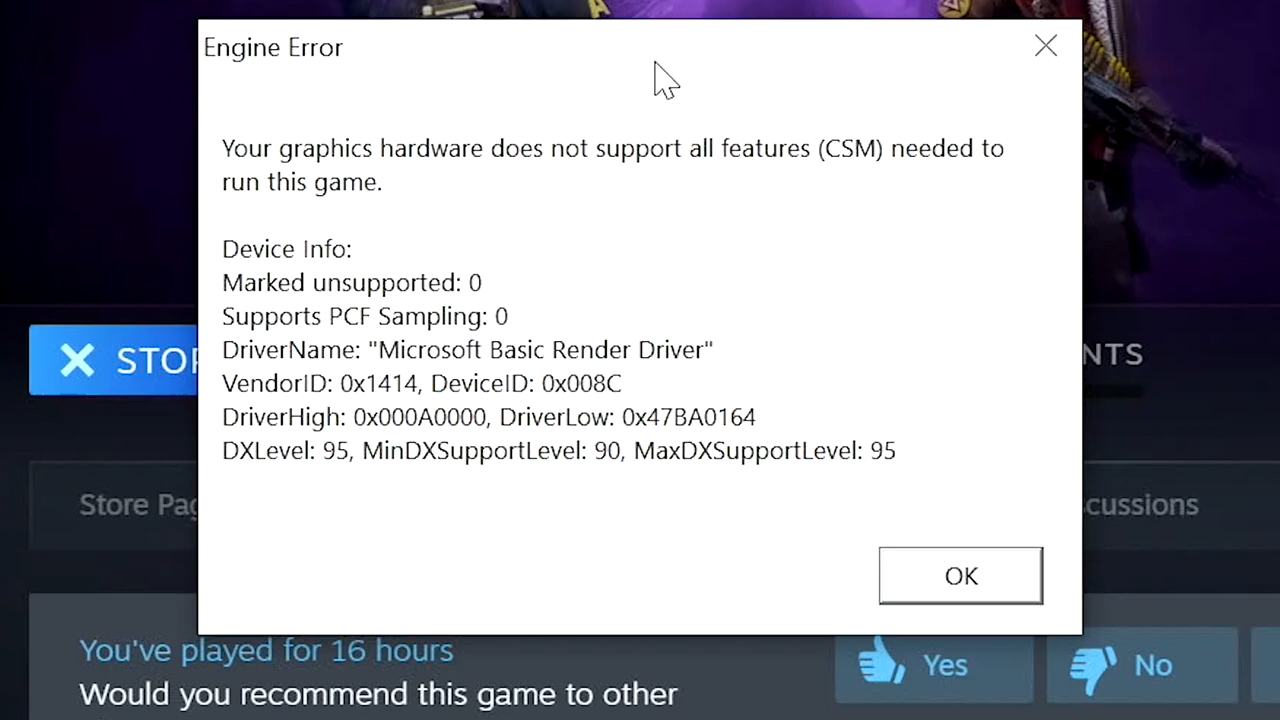 Engine Error
Your graphics hardware does not support all features (CSM) needed to
run this game.
Device Info:
Marked unsupported: 0
Supports PCF Sampling: 0
DriverName: "Microsoft Basic Render Driver"
VendorID: 0x1414, DeviceID: 0x008C
DriverHigh: 0x000A0000, DriverLow: 0x47BA0164
DXLevel: 95, MinDXSupportLevel: 90, MaxDXSupportLevel: 95
OK
STO
NTS
Store Pag
cussions
You've played for 16 hours
Would you recommend this game to other
Yes
No